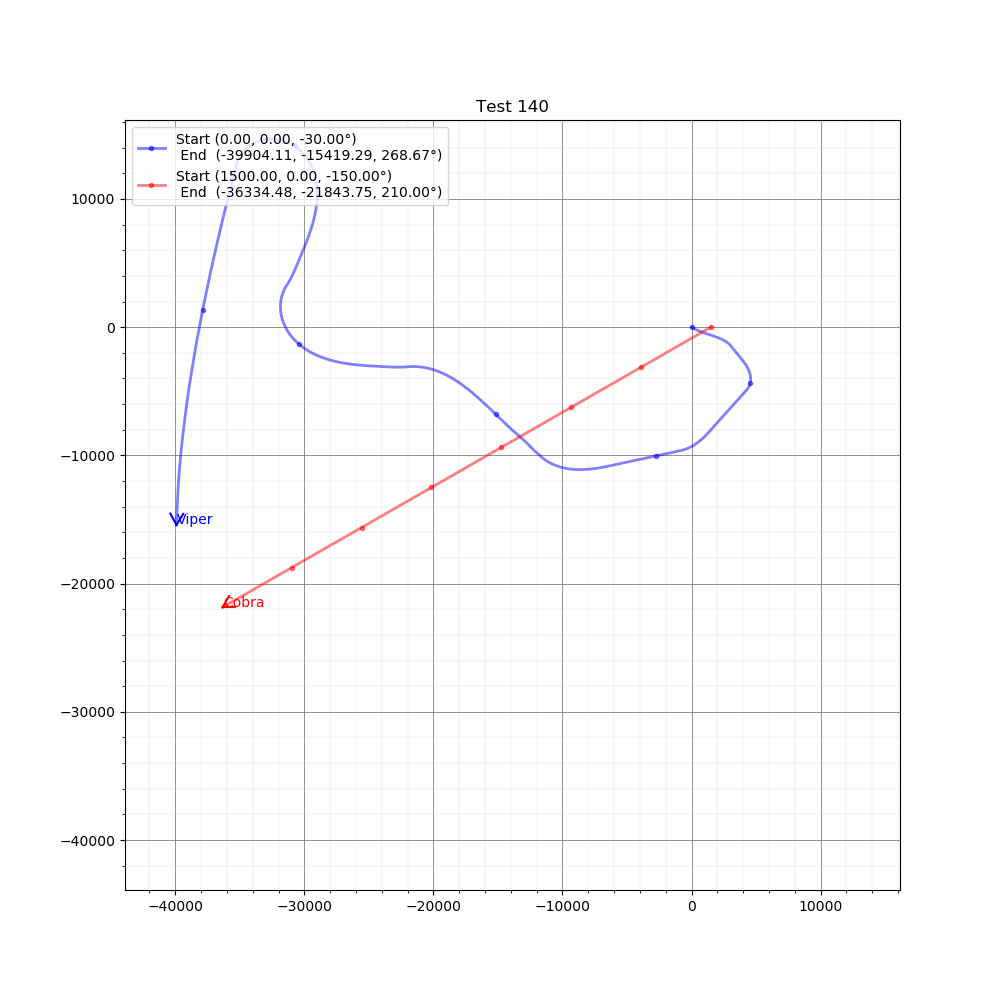 Test 140
Start (0.00, 0.00, -30.00°)
End  (-39904.11, -15419.29, 268.67°)
Start (1500.00, 0.00, -150.00°)
End  (-36334.48, -21843.75, 210.00°)
10000
0
−10000
−20000
−30000
−40000
Viper
Cobra
−40000
−30000
−20000
−10000
0
10000